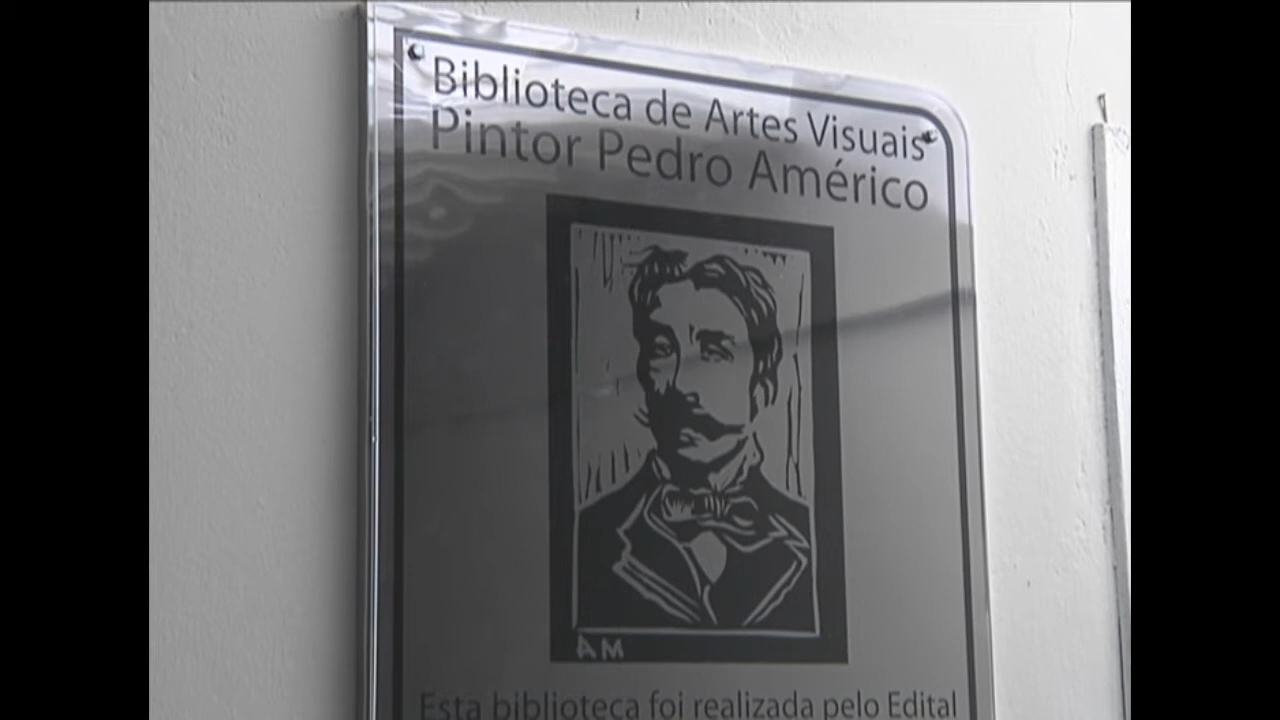 Biblioteca de Artes Visuais
Pintor Pedro Américo
AM
Esta biblioteca foi realizada pelo Edital